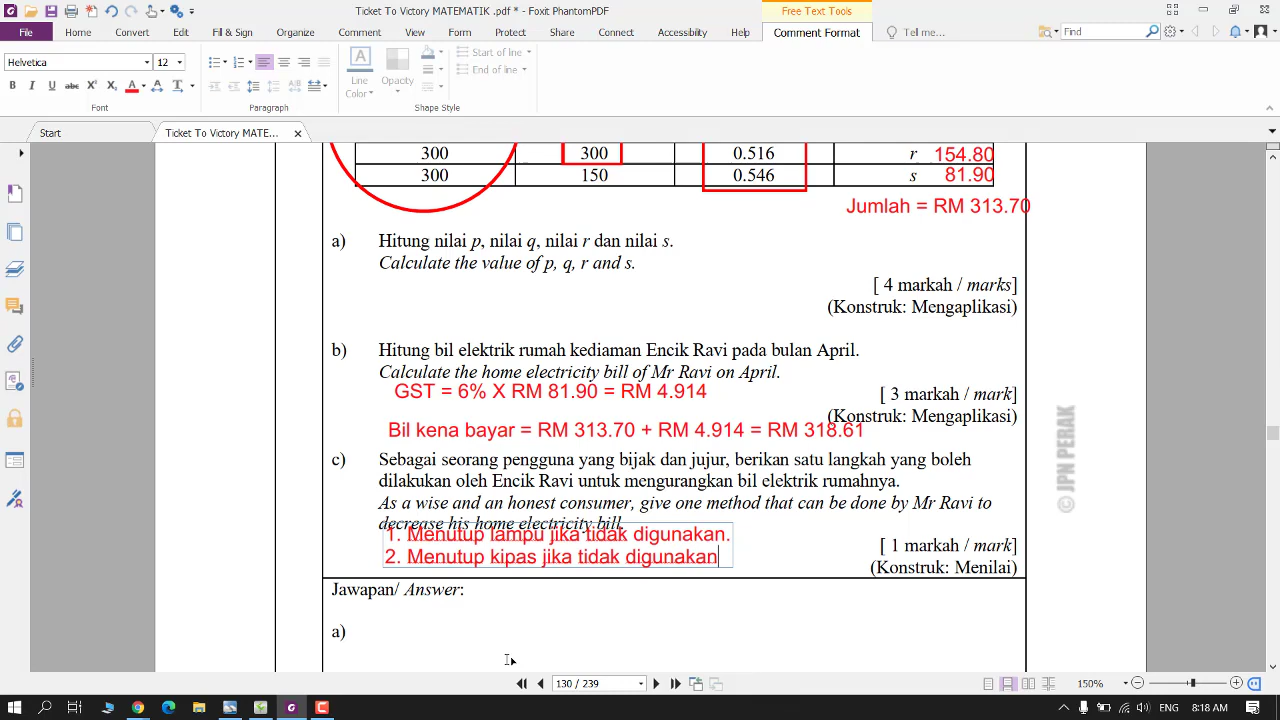 Ticket To Victory MATEMATIK .pdf * - Foxit PhantomPDF
Free Text Tools
File Home Convert Edit Fill & Sign Organize Comment View Form Protect Share Connect Accessibility Help Comment Format Tell me... Find
Helvetica 12
Start of line
End of line
Line Color
Opacity
Font Paragraph Shape Style
Start Ticket To Victory MATE...
300 300 0.516 r 154.80
300 150 0.546 s 81.90
Jumlah = RM 313.70
a) Hitung nilai p, nilai q, nilai r dan nilai s.
Calculate the value of p, q, r and s.
[ 4 markah / marks]
(Konstruk: Mengaplikasi)
b) Hitung bil elektrik rumah kediaman Encik Ravi pada bulan April.
Calculate the home electricity bill of Mr Ravi on April.
GST = 6% X RM 81.90 = RM 4.914
[ 3 markah / mark]
(Konstruk: Mengaplikasi)
Bil kena bayar = RM 313.70 + RM 4.914 = RM 318.61
c) Sebagai seorang pengguna yang bijak dan jujur, berikan satu langkah yang boleh
dilakukan oleh Encik Ravi untuk mengurangkan bil elektrik rumahnya.
As a wise and an honest consumer, give one method that can be done by Mr Ravi to
decrease his home electricity bill.
1. Menutup lampu jika tidak digunakan.
2. Menutup kipas jika tidak digunakan
[ 1 markah / mark]
(Konstruk: Menilai)
Jawapan/ Answer:
a)
© JPN PERAK
130 / 239
150%
ENG 8:18 AM